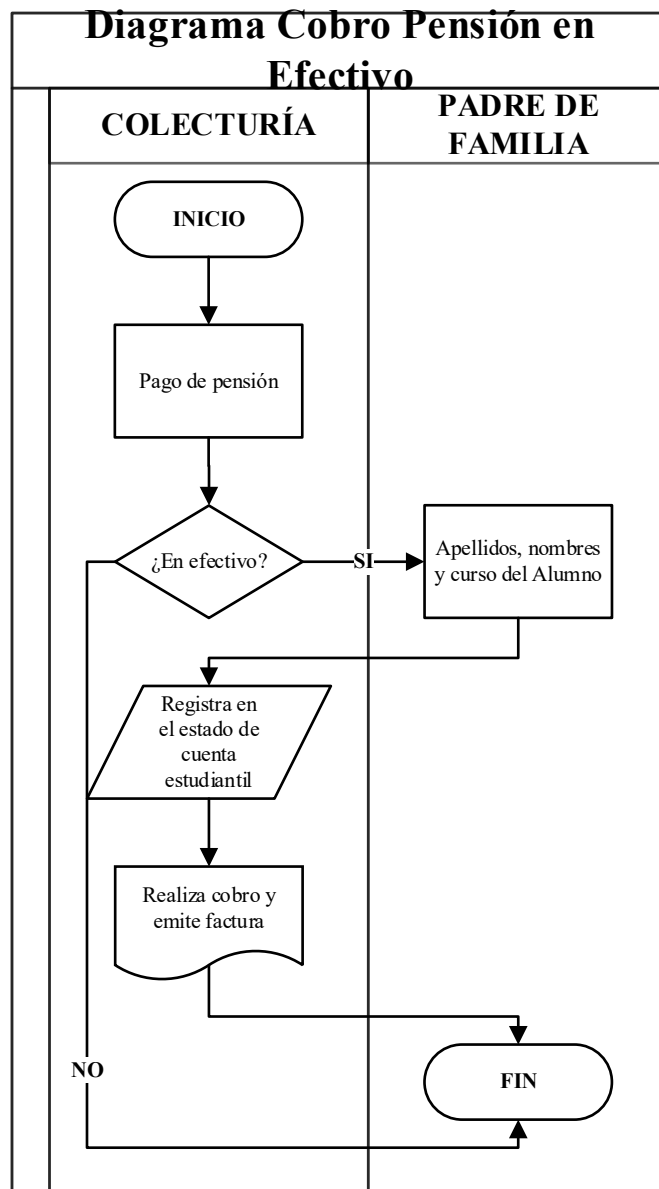 Diagrama Cobro Pensión en
Efectivo
COLECTURÍA
PADRE DE
FAMILIA
INICIO
Pago de pensión
¿En efectivo?
SI
Apellidos, nombres
y curso del Alumno
Registra en
el estado de
cuenta
estudiantil
Realiza cobro y
emite factura
NO
FIN